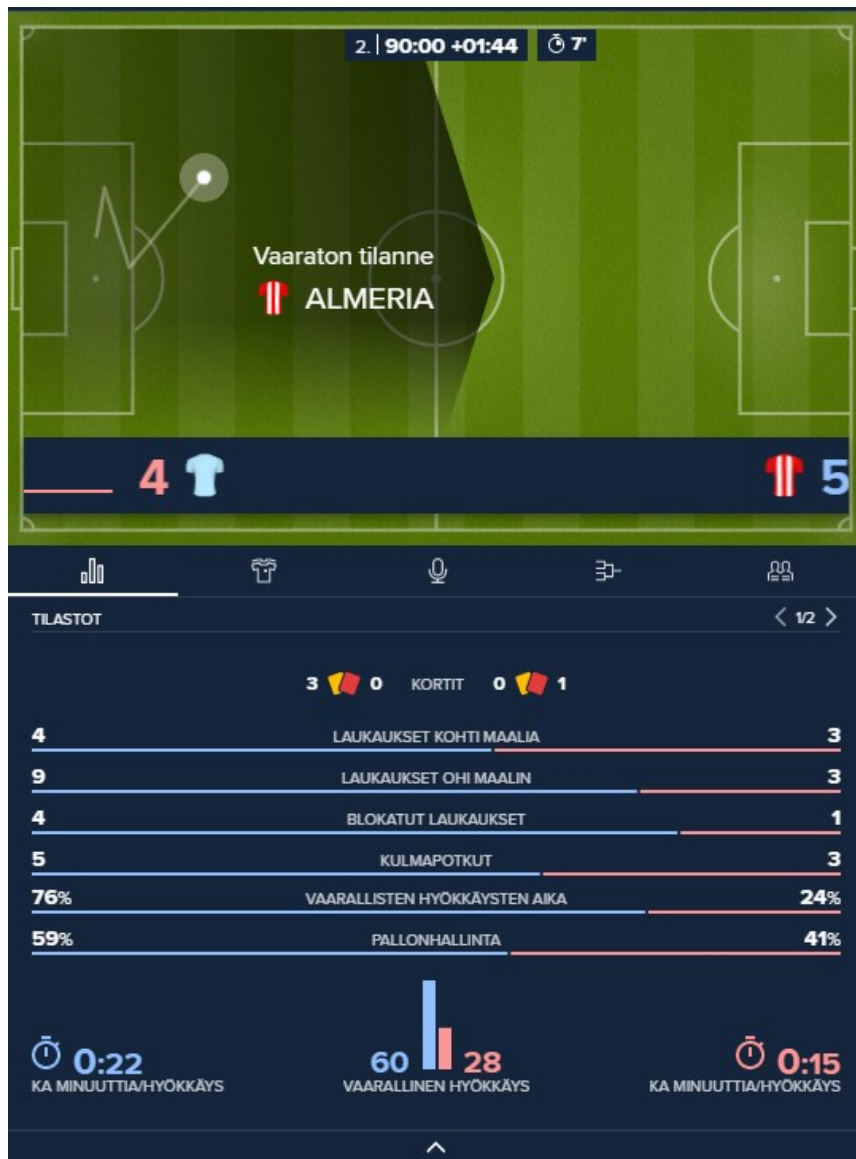 2. | 90:00 +01:44 7'
Vaaraton tilanne
ALMERIA
4 5
TILASTOT 1/2
3 0 KORTIT 0 1
4 LAUKAUKSET KOHTI MAALIA 3
9 LAUKAUKSET OHI MAALIN 3
4 BLOKATUT LAUKAUKSET 1
5 KULMAPOTKUT 3
76% VAARALLISTEN HYÖKKÄYSTEN AIKA 24%
59% PALLONHALLINTA 41%
0:22 60 28 0:15
KA MINUUTTIA/HYÖKKÄYS VAARALLINEN HYÖKKÄYS KA MINUUTTIA/HYÖKKÄYS